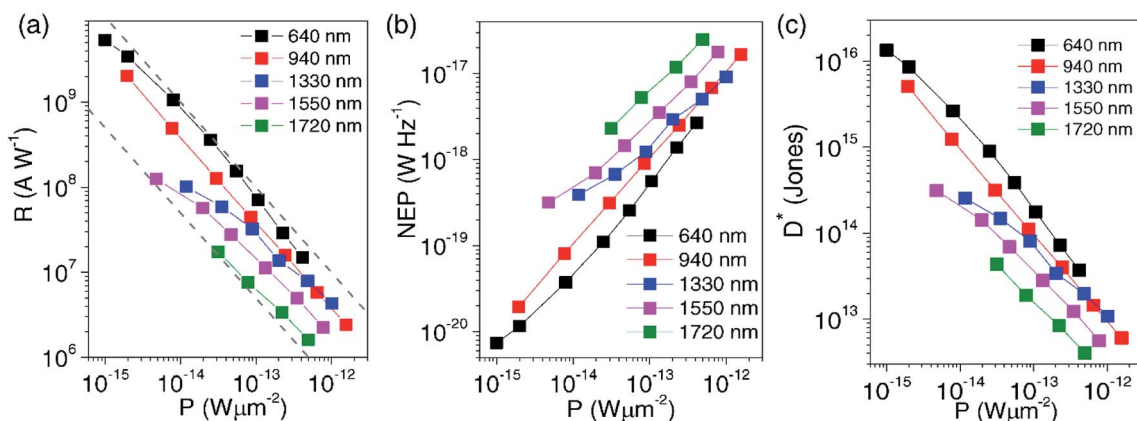 (a)
10⁹
10⁸
10⁷
10⁶
R (A W⁻¹)
640 nm
940 nm
1330 nm
1550 nm
1720 nm
10⁻¹⁵ 10⁻¹⁴ 10⁻¹³ 10⁻¹²
P (Wμm⁻²)
(b)
10⁻¹⁷
10⁻¹⁸
10⁻¹⁹
10⁻²⁰
NEP (W Hz⁻¹)
640 nm
940 nm
1330 nm
1550 nm
1720 nm
10⁻¹⁵ 10⁻¹⁴ 10⁻¹³ 10⁻¹²
P (Wμm⁻²)
(c)
10¹⁶
10¹⁵
10¹⁴
10¹³
D* (Jones)
640 nm
940 nm
1330 nm
1550 nm
1720 nm
10⁻¹⁵ 10⁻¹⁴ 10⁻¹³ 10⁻¹²
P (Wμm⁻²)